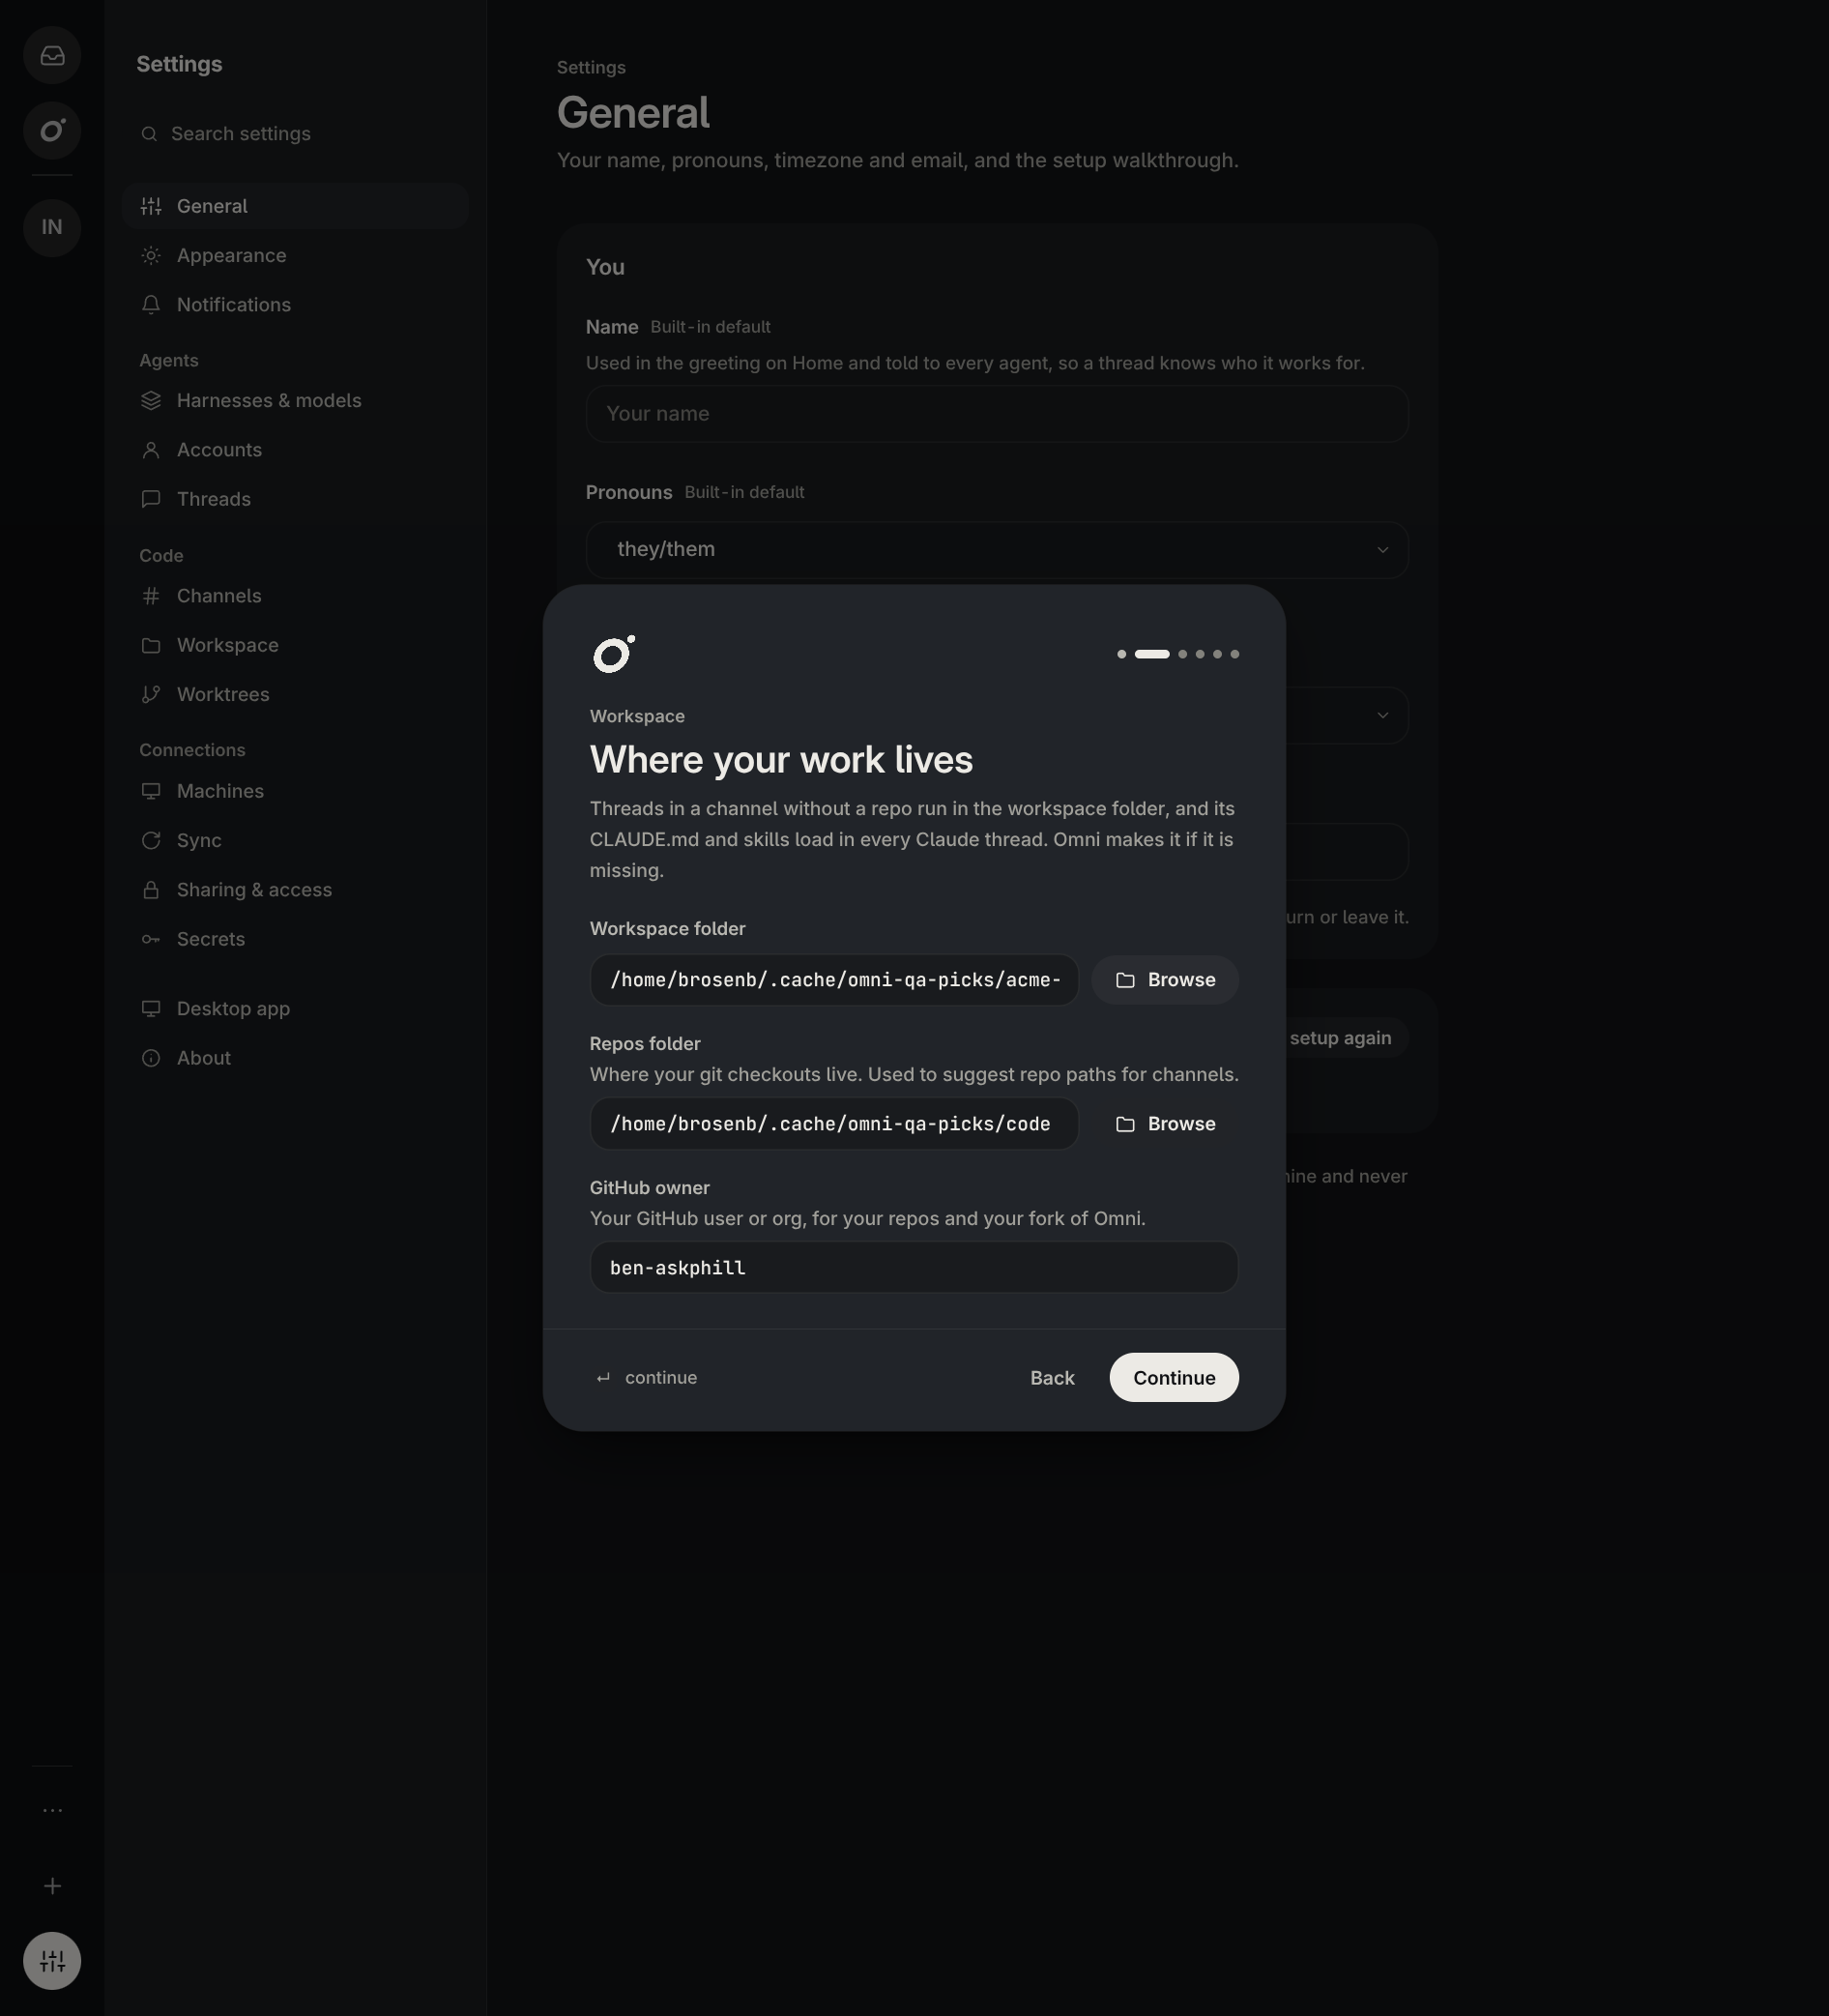 Settings
Search settings
IN
General
Appearance
Notifications
Agents
Harnesses & models
Accounts
Threads
Code
Channels
Workspace
Worktrees
Connections
Machines
Sync
Sharing & access
Secrets
Desktop app
About
Settings
General
Your name, pronouns, timezone and email, and the setup walkthrough.
You
Name Built-in default
Used in the greeting on Home and told to every agent, so a thread knows who it works for.
Your name
Pronouns Built-in default
they/them
Workspace
Where your work lives
Threads in a channel without a repo run in the workspace folder, and its
CLAUDE.md and skills load in every Claude thread. Omni makes it if it is
missing.
Workspace folder
/home/brosenb/.cache/omni-qa-picks/acme-
Browse
Repos folder
Where your git checkouts live. Used to suggest repo paths for channels.
/home/brosenb/.cache/omni-qa-picks/code
Browse
GitHub owner
Your GitHub user or org, for your repos and your fork of Omni.
ben-askphill
↵ continue
Back
Continue
or leave it.
setup again
and never